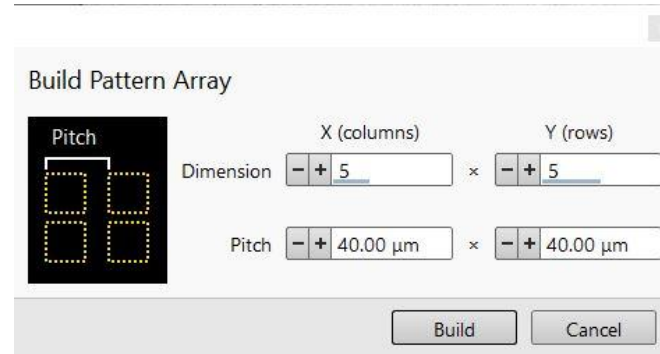 Build Pattern Array
Pitch
X (columns) Y (rows)
Dimension - + 5 × - + 5
Pitch - + 40.00 µm × - + 40.00 µm
Build Cancel